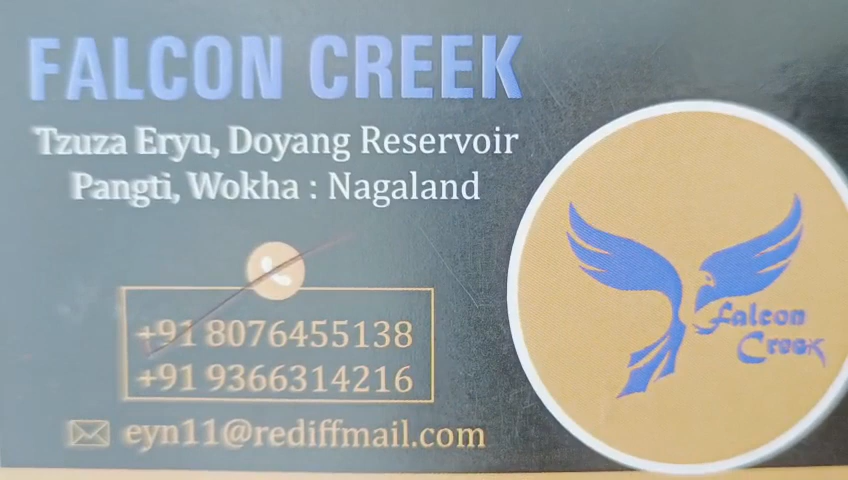 FALCON CREEK
Tzuza Eryu, Doyang Reservoir
Pangti, Wokha : Nagaland
+91 8076455138
+91 9366314216
eyn11@rediffmail.com
Falcon
Creek